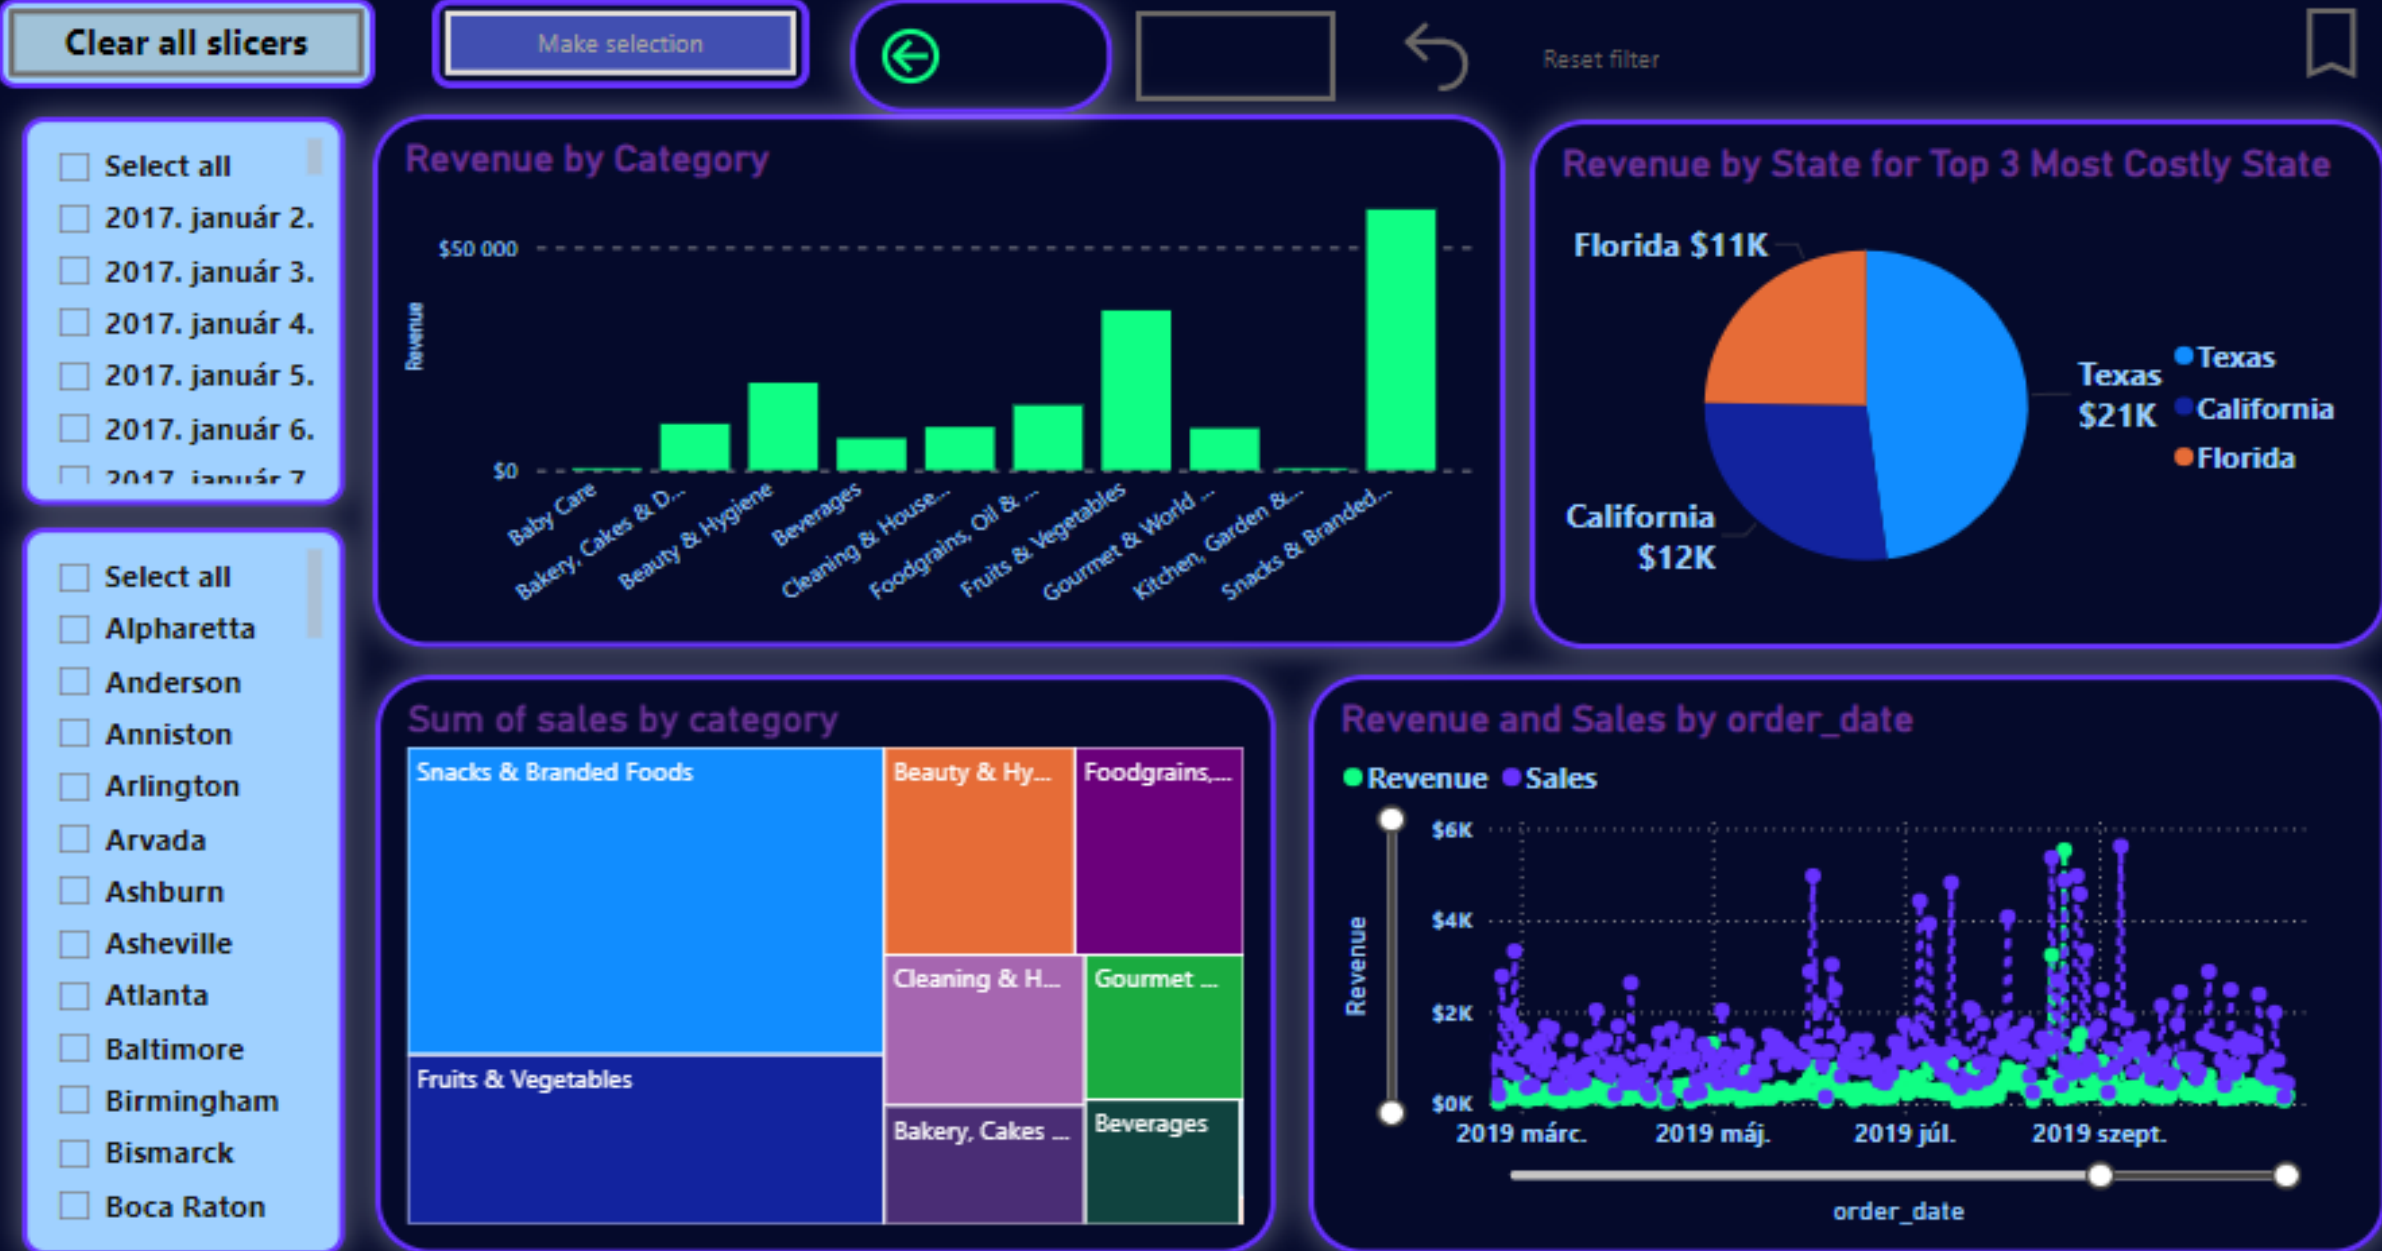 Clear all slicers
Make selection
Reset filter
Select all
2017. január 2.
2017. január 3.
2017. január 4.
2017. január 5.
2017. január 6.
2017. január 7
Select all
Alpharetta
Anderson
Anniston
Arlington
Arvada
Ashburn
Asheville
Atlanta
Baltimore
Birmingham
Bismarck
Boca Raton
Revenue by Category
$50 000
$0
Revenue
Baby Care
Bakery, Cakes & D...
Beauty & Hygiene
Beverages
Cleaning & House...
Foodgrains, Oil & ...
Fruits & Vegetables
Gourmet & World ...
Kitchen, Garden &...
Snacks & Branded...
Revenue by State for Top 3 Most Costly State
Florida $11K
Texas
$21K
California
$12K
Texas
California
Florida
Sum of sales by category
Snacks & Branded Foods
Fruits & Vegetables
Beauty & Hy...
Foodgrains,...
Cleaning & H...
Gourmet ...
Bakery, Cakes ...
Beverages
Revenue and Sales by order_date
Revenue
Sales
$6K
$4K
$2K
$0K
Revenue
2019 márc.
2019 máj.
2019 júl.
2019 szept.
order_date